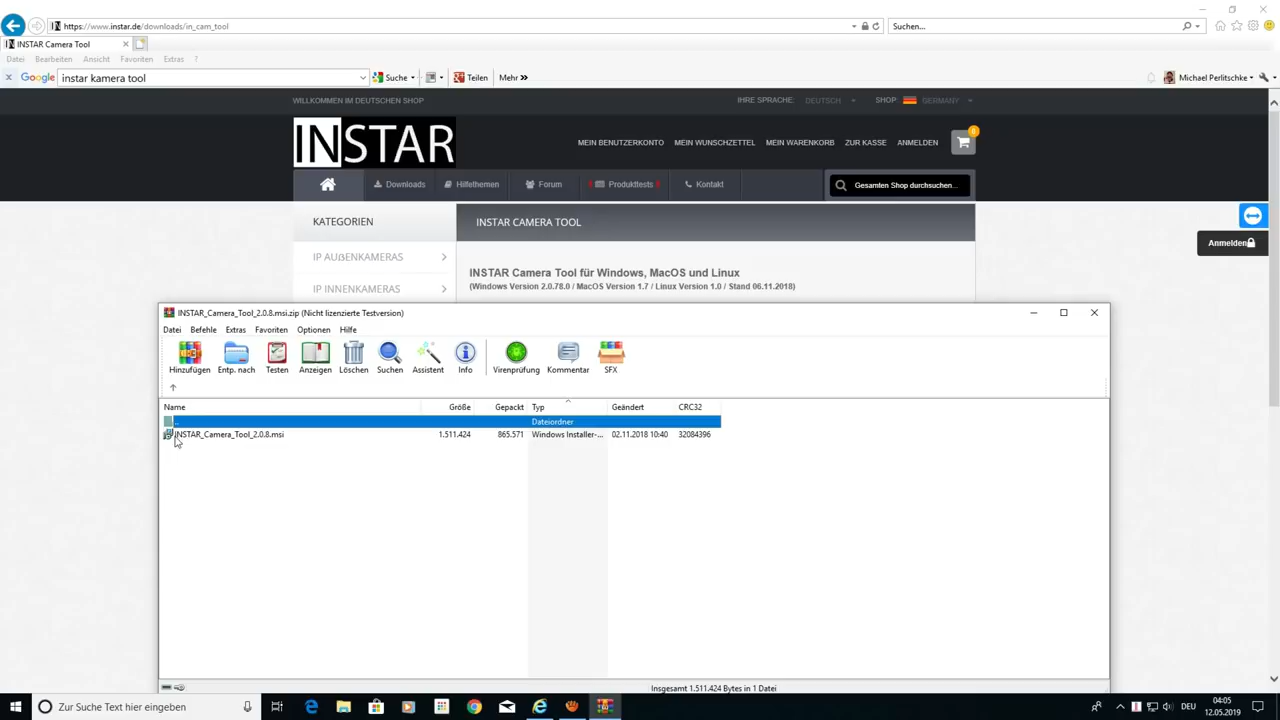 https://www.instar.de/downloads/in_cam_tool
Suchen...
INSTAR Camera Tool
Datei Bearbeiten Ansicht Favoriten Extras ?
Google instar kamera tool Suche Teilen Mehr »
Michael Perlitschke
WILLKOMMEN IM DEUTSCHEN SHOP
IHRE SPRACHE: DEUTSCH SHOP: GERMANY
INSTAR
MEIN BENUTZERKONTO MEIN WUNSCHZETTEL MEIN WARENKORB ZUR KASSE ANMELDEN
Downloads Hilfethemen Forum Produkttests Kontakt
Gesamten Shop durchsuchen...
KATEGORIEN
INSTAR CAMERA TOOL
Anmelden
IP AUßENKAMERAS
IP INNENKAMERAS
INSTAR Camera Tool für Windows, MacOS und Linux
(Windows Version 2.0.78.0 / MacOS Version 1.7 / Linux Version 1.0 / Stand 06.11.2018)
INSTAR_Camera_Tool_2.0.8.msi.zip (Nicht lizenzierte Testversion)
Datei Befehle Extras Favoriten Optionen Hilfe
Hinzufügen Entp. nach Testen Anzeigen Löschen Suchen Assistent Info Virenprüfung Kommentar SFX
Name Größe Gepackt Typ Geändert CRC32
.. Dateiordner
INSTAR_Camera_Tool_2.0.8.msi 1.511.424 865.571 Windows Installer-... 02.11.2018 10:40 32084396
Insgesamt 1.511.424 Bytes in 1 Datei
Zur Suche Text hier eingeben
DEU
04:05
12.05.2019